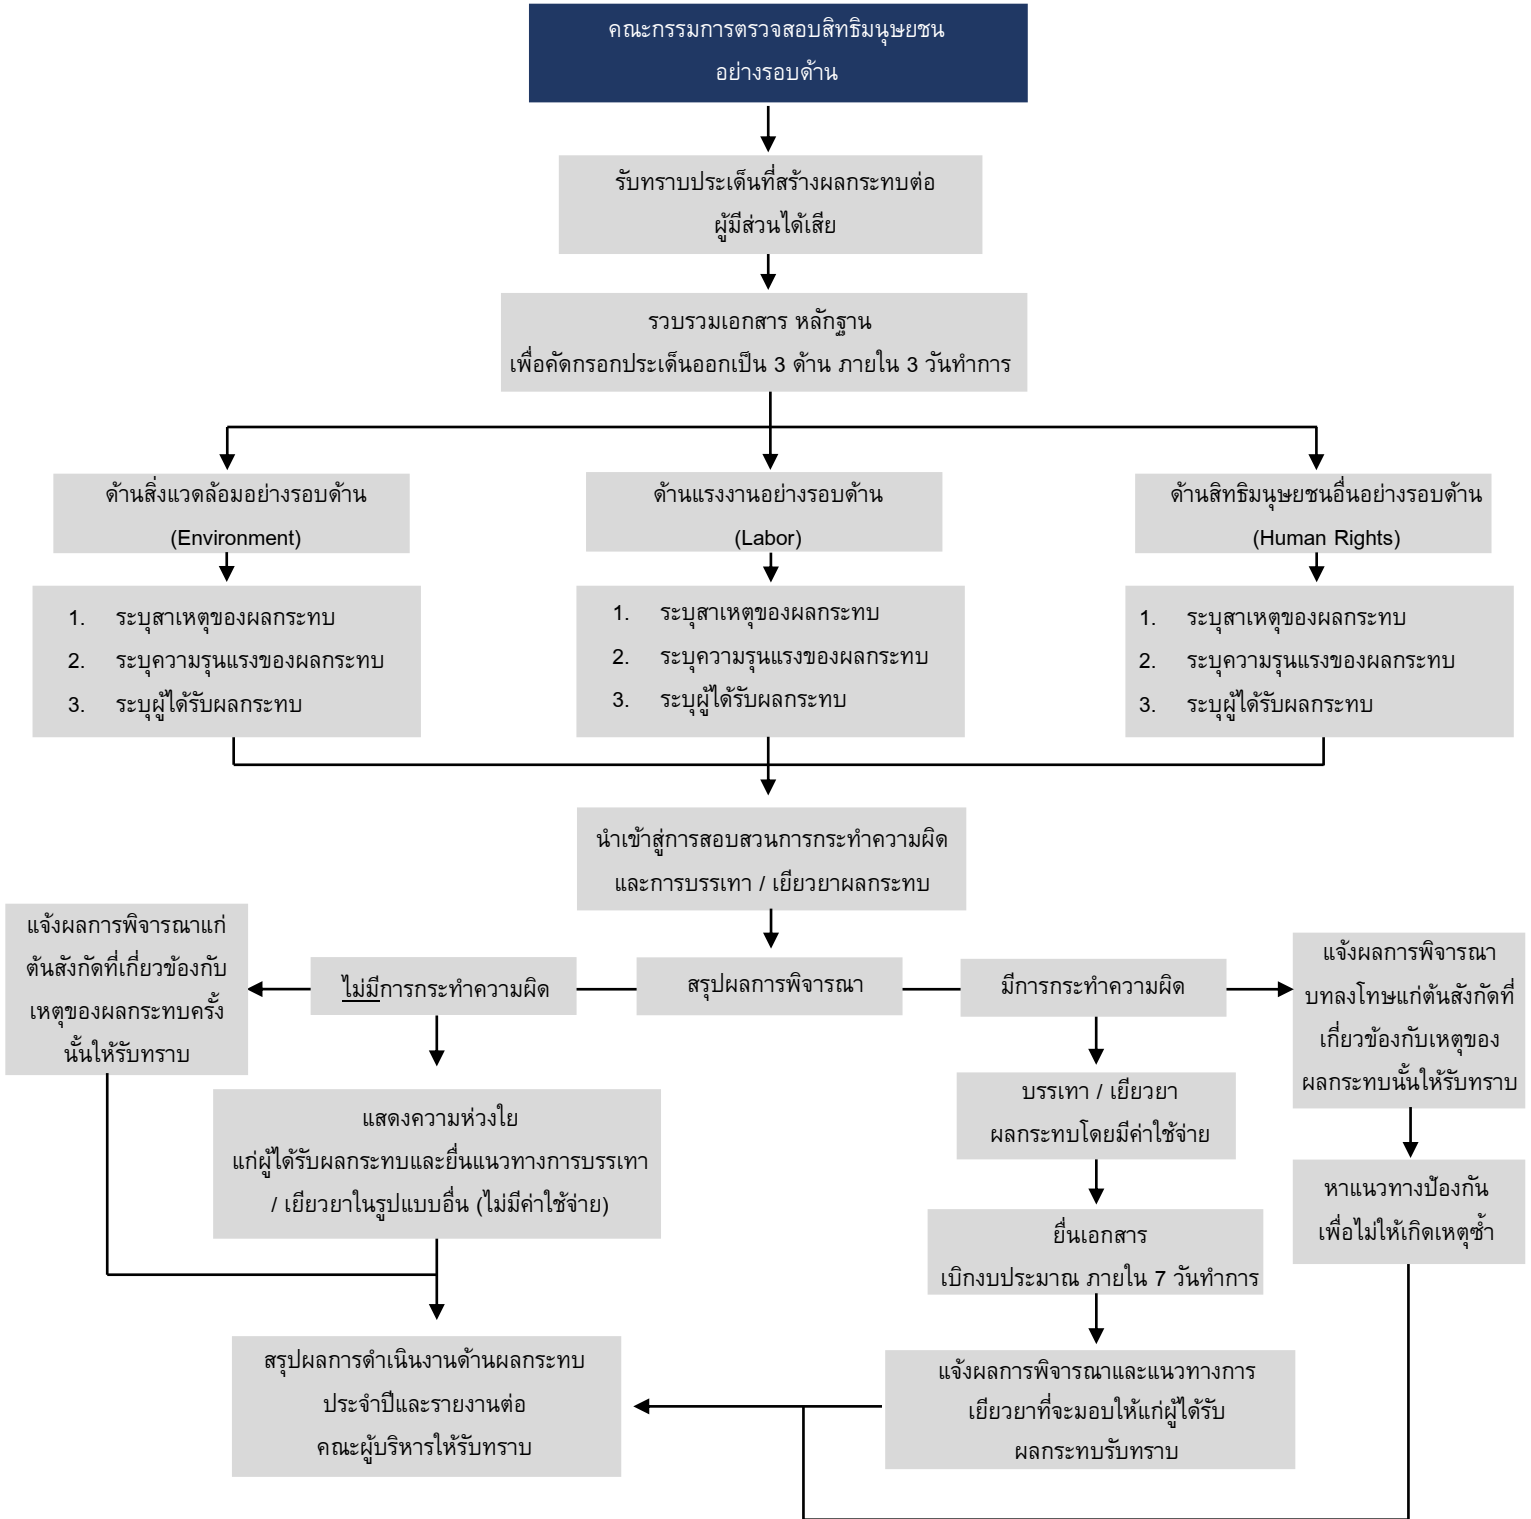 คณะกรรมการตรวจสอบสิทธิมนุษยชน
อย่างรอบด้าน
รับทราบประเด็นที่สร้างผลกระทบต่อ
ผู้มีส่วนได้เสีย
รวบรวมเอกสาร หลักฐาน
เพื่อคัดกรอกประเด็นออกเป็น 3 ด้าน ภายใน 3 วันทำการ
ด้านสิ่งแวดล้อมอย่างรอบด้าน
(Environment)
ด้านแรงงานอย่างรอบด้าน
(Labor)
ด้านสิทธิมนุษยชนอื่นอย่างรอบด้าน
(Human Rights)
1. ระบุสาเหตุของผลกระทบ
2. ระบุความรุนแรงของผลกระทบ
3. ระบุผู้ได้รับผลกระทบ
1. ระบุสาเหตุของผลกระทบ
2. ระบุความรุนแรงของผลกระทบ
3. ระบุผู้ได้รับผลกระทบ
1. ระบุสาเหตุของผลกระทบ
2. ระบุความรุนแรงของผลกระทบ
3. ระบุผู้ได้รับผลกระทบ
นำเข้าสู่การสอบสวนการกระทำความผิด
และการบรรเทา / เยียวยาผลกระทบ
แจ้งผลการพิจารณาแก่
ต้นสังกัดที่เกี่ยวข้องกับ
เหตุของผลกระทบครั้ง
นั้นให้รับทราบ
ไม่มีการกระทำความผิด
สรุปผลการพิจารณา
มีการกระทำความผิด
แจ้งผลการพิจารณา
บทลงโทษแก่ต้นสังกัดที่
เกี่ยวข้องกับเหตุของ
ผลกระทบนั้นให้รับทราบ
แสดงความห่วงใย
แก่ผู้ได้รับผลกระทบและยื่นแนวทางการบรรเทา
/ เยียวยาในรูปแบบอื่น (ไม่มีค่าใช้จ่าย)
บรรเทา / เยียวยา
ผลกระทบโดยมีค่าใช้จ่าย
หาแนวทางป้องกัน
เพื่อไม่ให้เกิดเหตุซ้ำ
ยื่นเอกสาร
เบิกงบประมาณ ภายใน 7 วันทำการ
สรุปผลการดำเนินงานด้านผลกระทบ
ประจำปีและรายงานต่อ
คณะผู้บริหารให้รับทราบ
แจ้งผลการพิจารณาและแนวทางการ
เยียวยาที่จะมอบให้แก่ผู้ได้รับ
ผลกระทบรับทราบ